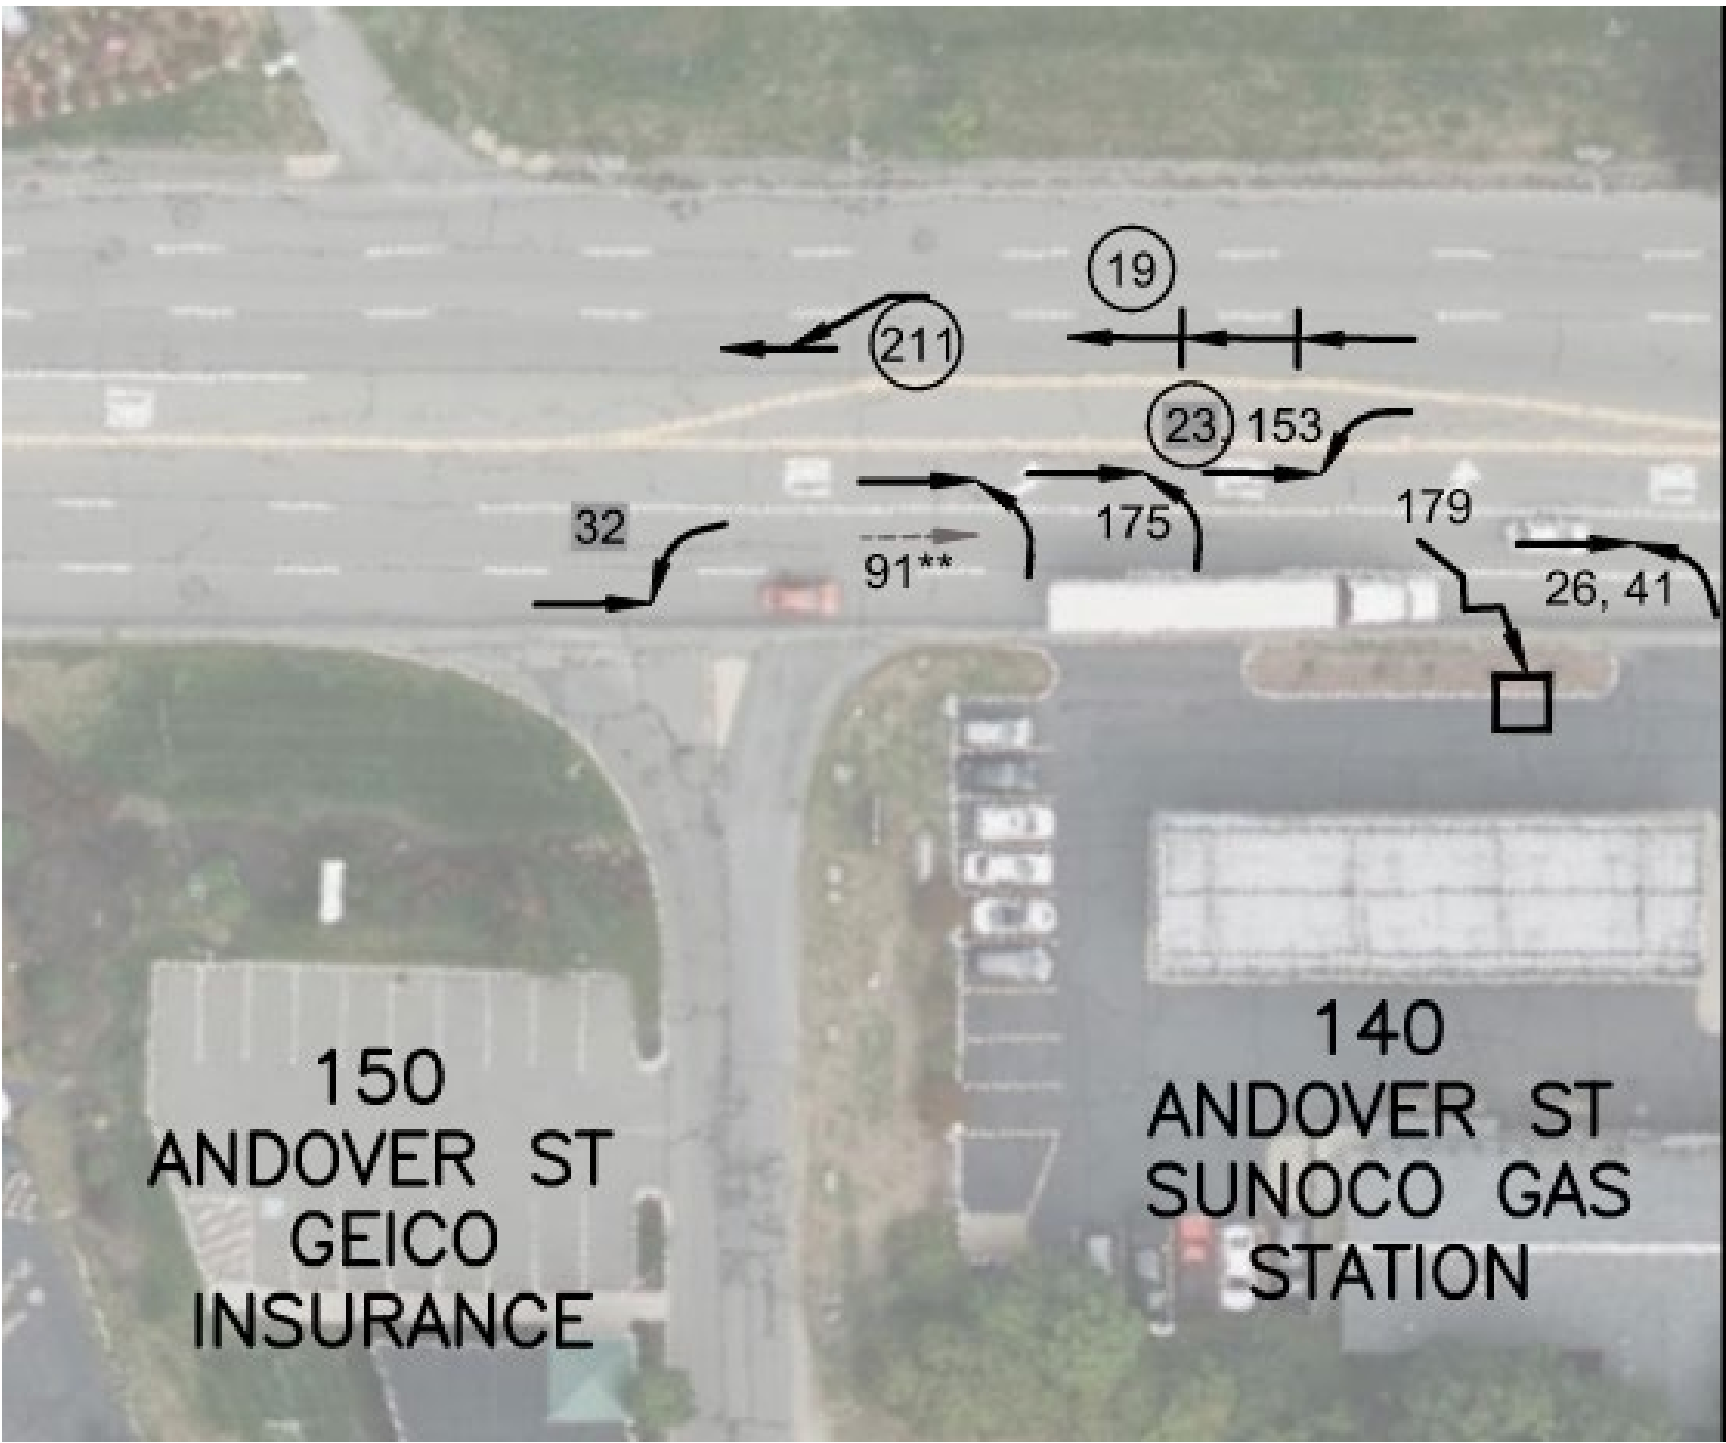 19
211
23, 153
32
175
179
91**
26, 41
150
ANDOVER ST
GEICO
INSURANCE
140
ANDOVER ST
SUNOCO GAS
STATION